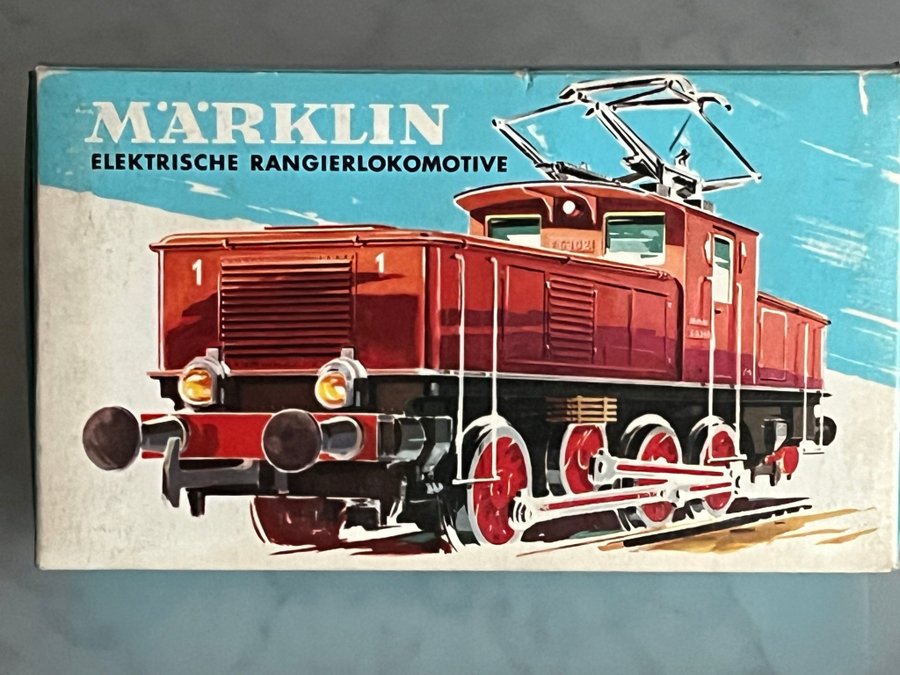 MÄRKLIN
ELEKTRISCHE RANGIERLOKOMOTIVE
1 1